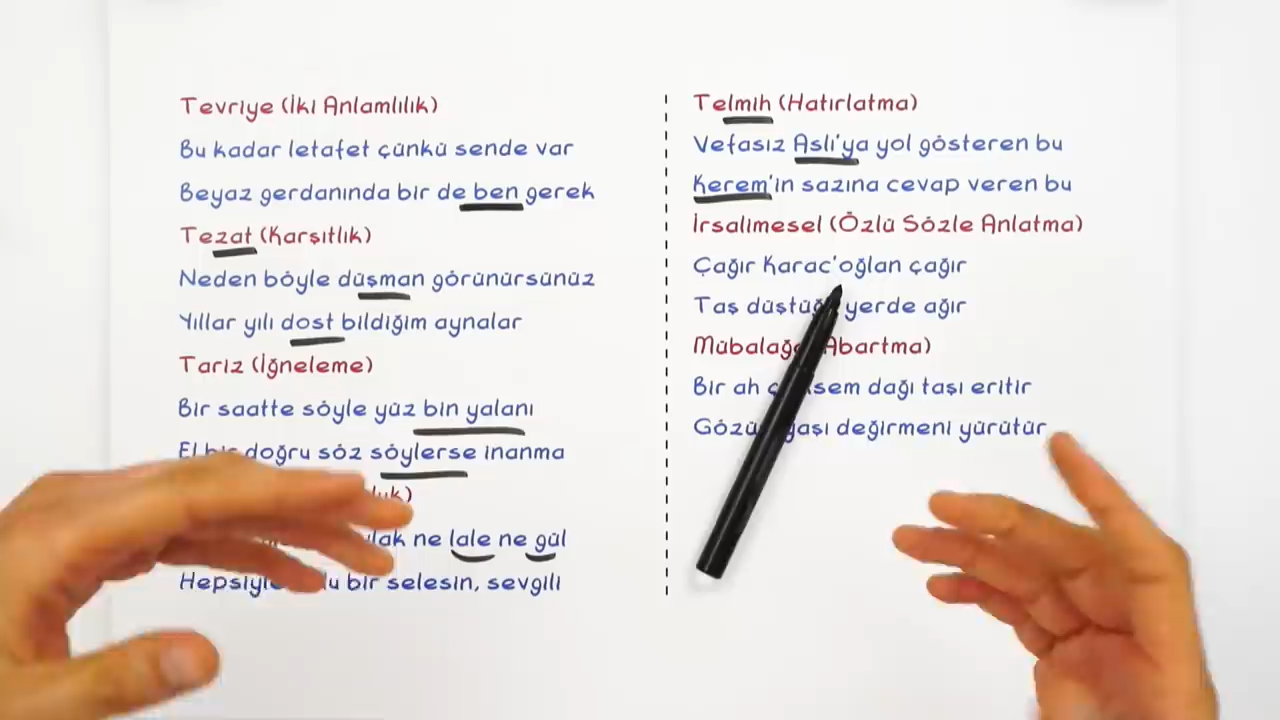 Tevriye (İki Anlamlılık)
Bu kadar letafet çünkü sende var
Beyaz gerdanında bir de ben gerek
Tezat (Karşıtlık)
Neden böyle düşman görünürsünüz
Yıllar yılı dost bildiğim aynalar
Tariz (İğneleme)
Bir saatte söyle yüz bin yalanı
El bir doğru söz söylerse inanma
ne lale ne gül
bir selesin, sevgili
Telmih (Hatırlatma)
Vefasız Aslı'ya yol gösteren bu
Kerem'in sazına cevap veren bu
İrsalimesel (Özlü Sözle Anlatma)
Çağır Karac'oğlan çağır
Taş düştüğü yerde ağır
Mübalağa (Abartma)
Bir ah çeksem dağı taşı eritir
yaşı değirmeni yürütür